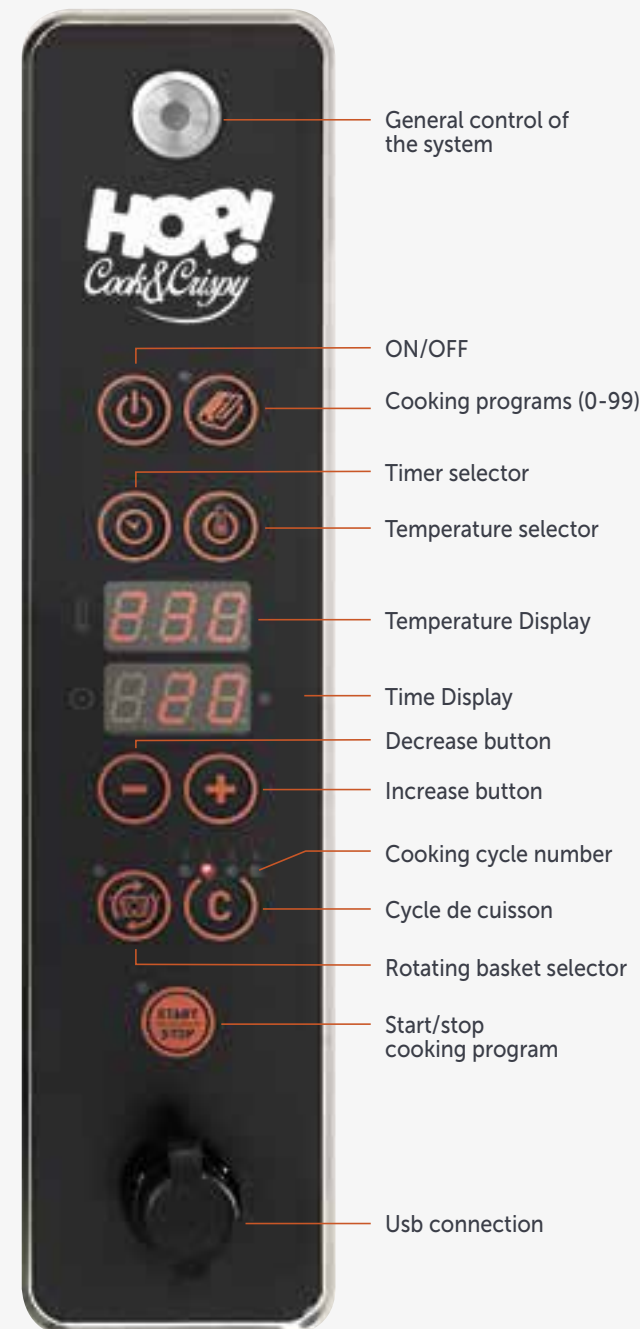 General control of
the system
HOP!
Cook&Crispy
ON/OFF
Cooking programs (0-99)
Timer selector
Temperature selector
230
Temperature Display
20
Time Display
Decrease button
Increase button
Cooking cycle number
C
Cycle de cuisson
Rotating basket selector
START
STOP
Start/stop
cooking program
Usb connection